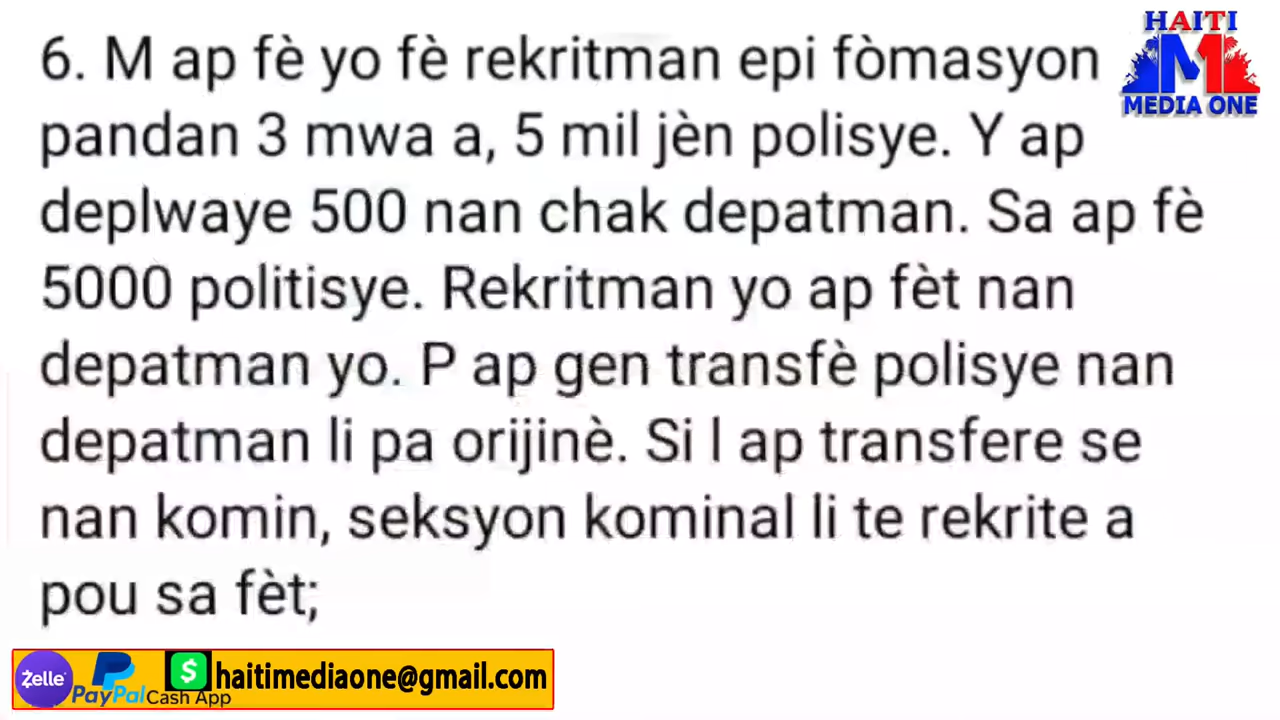 6. M ap fè yo fè rekritman epi fòmasyon
pandan 3 mwa a, 5 mil jèn polisye. Y ap
deplwaye 500 nan chak depatman. Sa ap fè
5000 politisye. Rekritman yo ap fèt nan
depatman yo. P ap gen transfè polisye nan
depatman li pa orijinè. Si l ap transfere se
nan komin, seksyon kominal li te rekrite a
pou sa fèt;
HAITI
M
MEDIA ONE
Zelle
PayPal
$
Cash App
haitimediaone@gmail.com